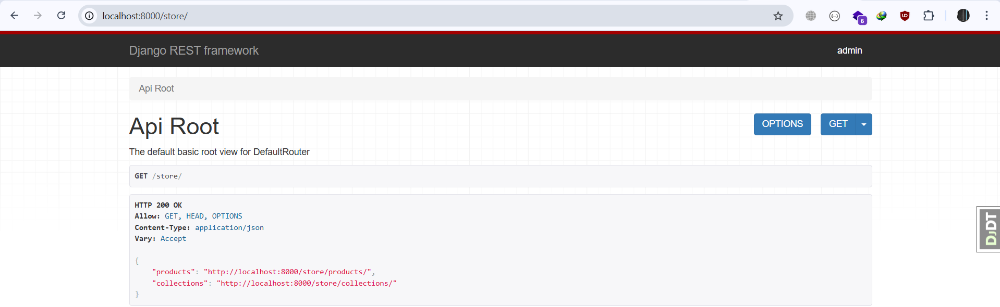 localhost:8000/store/
6
Django REST framework
admin
Api Root
Api Root
OPTIONS
GET
The default basic root view for DefaultRouter
GET /store/
HTTP 200 OK
Allow: GET, HEAD, OPTIONS
Content-Type: application/json
Vary: Accept
{
    "products": "http://localhost:8000/store/products/",
    "collections": "http://localhost:8000/store/collections/"
}
DjDT